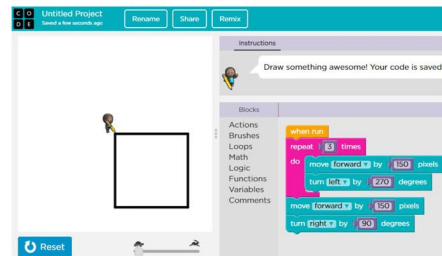 CO
DE
Untitled Project
Saved a few seconds ago
Rename
Share
Remix
Instructions
Draw something awesome! Your code is saved
Blocks
Actions
Brushes
Loops
Math
Logic
Functions
Variables
Comments
when run
repeat 3 times
do move forward by 150 pixels
turn left by 270 degrees
move forward by 150 pixels
turn right by 90 degrees
Reset